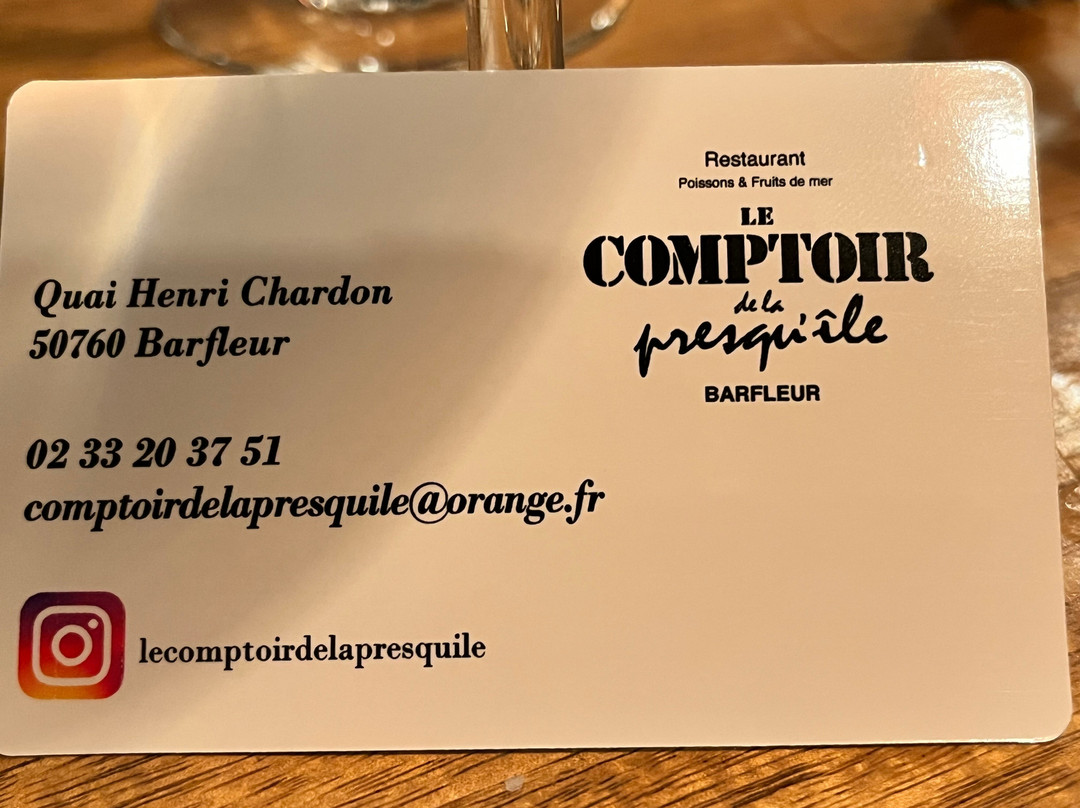 Restaurant
Poissons & Fruits de mer
LE
COMPTOIR
de la
presqu'île
BARFLEUR
Quai Henri Chardon
50760 Barfleur
02 33 20 37 51
comptoirdelapresquile@orange.fr
lecomptoirdelapresquile